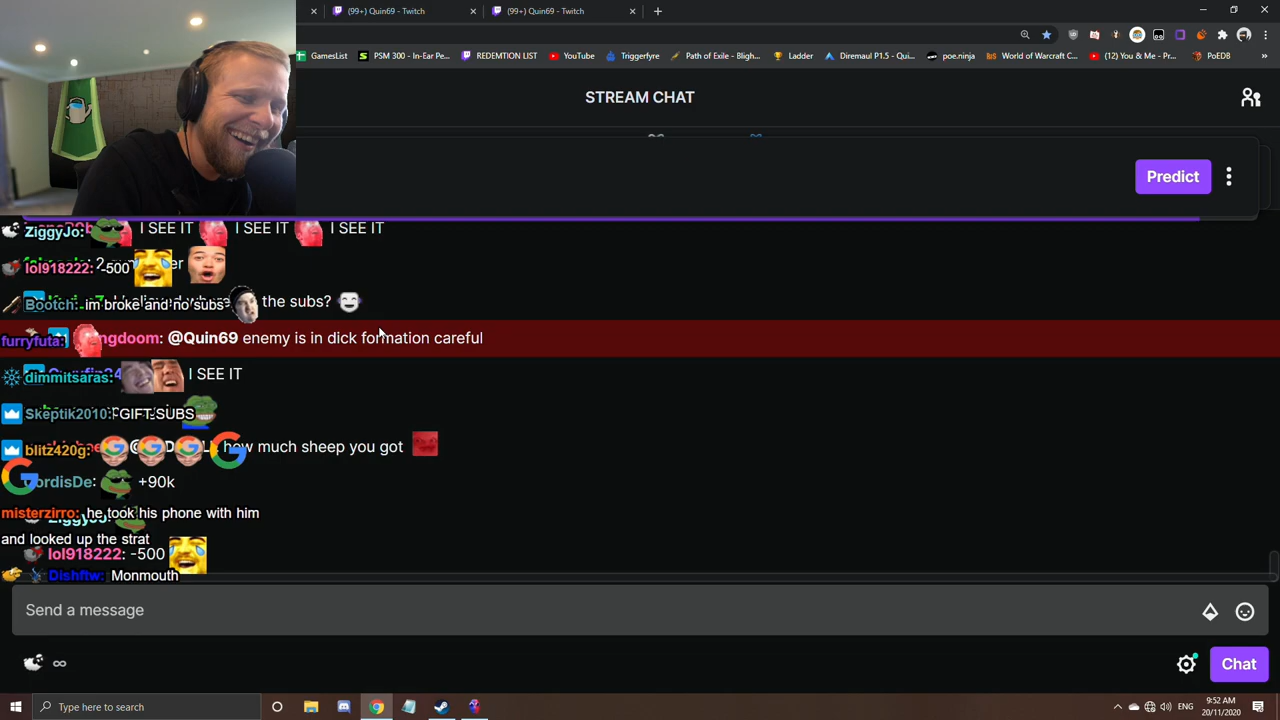 (99+) Quin69 - Twitch
(99+) Quin69 - Twitch
GamesList
PSM 300 - In-Ear Pe...
REDEMTION LIST
YouTube
Triggerfyre
Path of Exile - Bligh...
Ladder
Diremaul P1.5 - Qui...
poe.ninja
World of Warcraft C...
(12) You & Me - Pr...
PoEDB
STREAM CHAT
Predict
I SEE IT I SEE IT I SEE IT
ZiggyJo:
lol918222: -500
Bootch: im broke and no subs
the subs?
furryfuta:
ngdoom: @Quin69 enemy is in dick formation careful
dimmitsaras: I SEE IT
Skeptik2010: GIFT SUBS
blitz420g:
how much sheep you got
ordisDe: +90k
misterzirro: he took his phone with him
and looked up the strat
ZiggyJo:
lol918222: -500
Dishftw: Monmouth
Send a message
∞
Chat
Type here to search
9:52 AM
20/11/2020